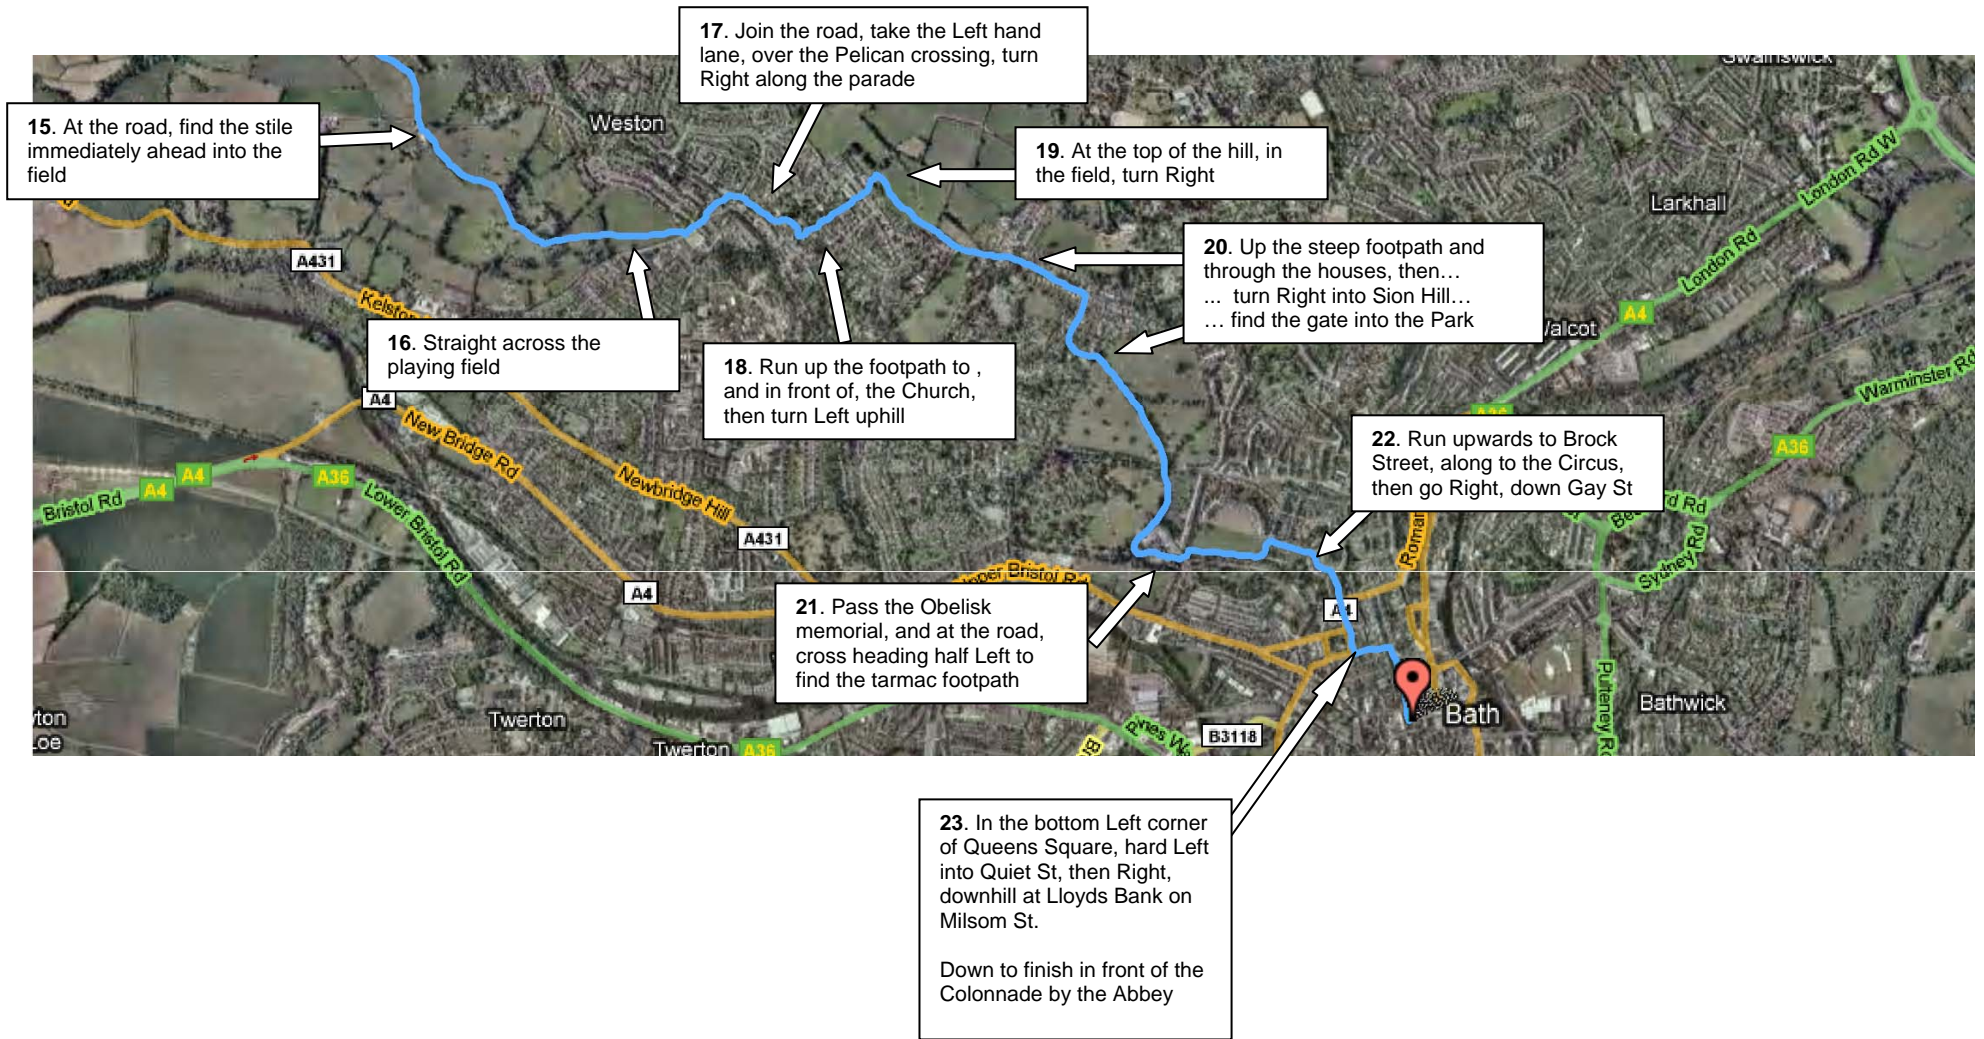 17. Join the road, take the Left hand
lane, over the Pelican crossing, turn
Right along the parade
15. At the road, find the stile
immediately ahead into the
field
Weston
Swainswick
19. At the top of the hill, in
the field, turn Right
London Rd W
Larkhall
20. Up the steep footpath and
through the houses, then…
... turn Right into Sion Hill…
… find the gate into the Park
A431
London Rd
A4
16. Straight across the
playing field
18. Run up the footpath to ,
and in front of, the Church,
then turn Left uphill
Warminster Rd
A4
New Bridge Rd
A36
22. Run upwards to Brock
Street, along to the Circus,
then go Right, down Gay St
A36
A4
A4
A36
Bristol Rd
Lower Bristol Rd
Newbridge Hill
A431
Sydney Rd
A4
A4
21. Pass the Obelisk
memorial, and at the road,
cross heading half Left to
find the tarmac footpath
Pulteney R
Twerton
Bath
Bathwick
Twerton
A36
B3118
23. In the bottom Left corner
of Queens Square, hard Left
into Quiet St, then Right,
downhill at Lloyds Bank on
Milsom St.
Down to finish in front of the
Colonnade by the Abbey